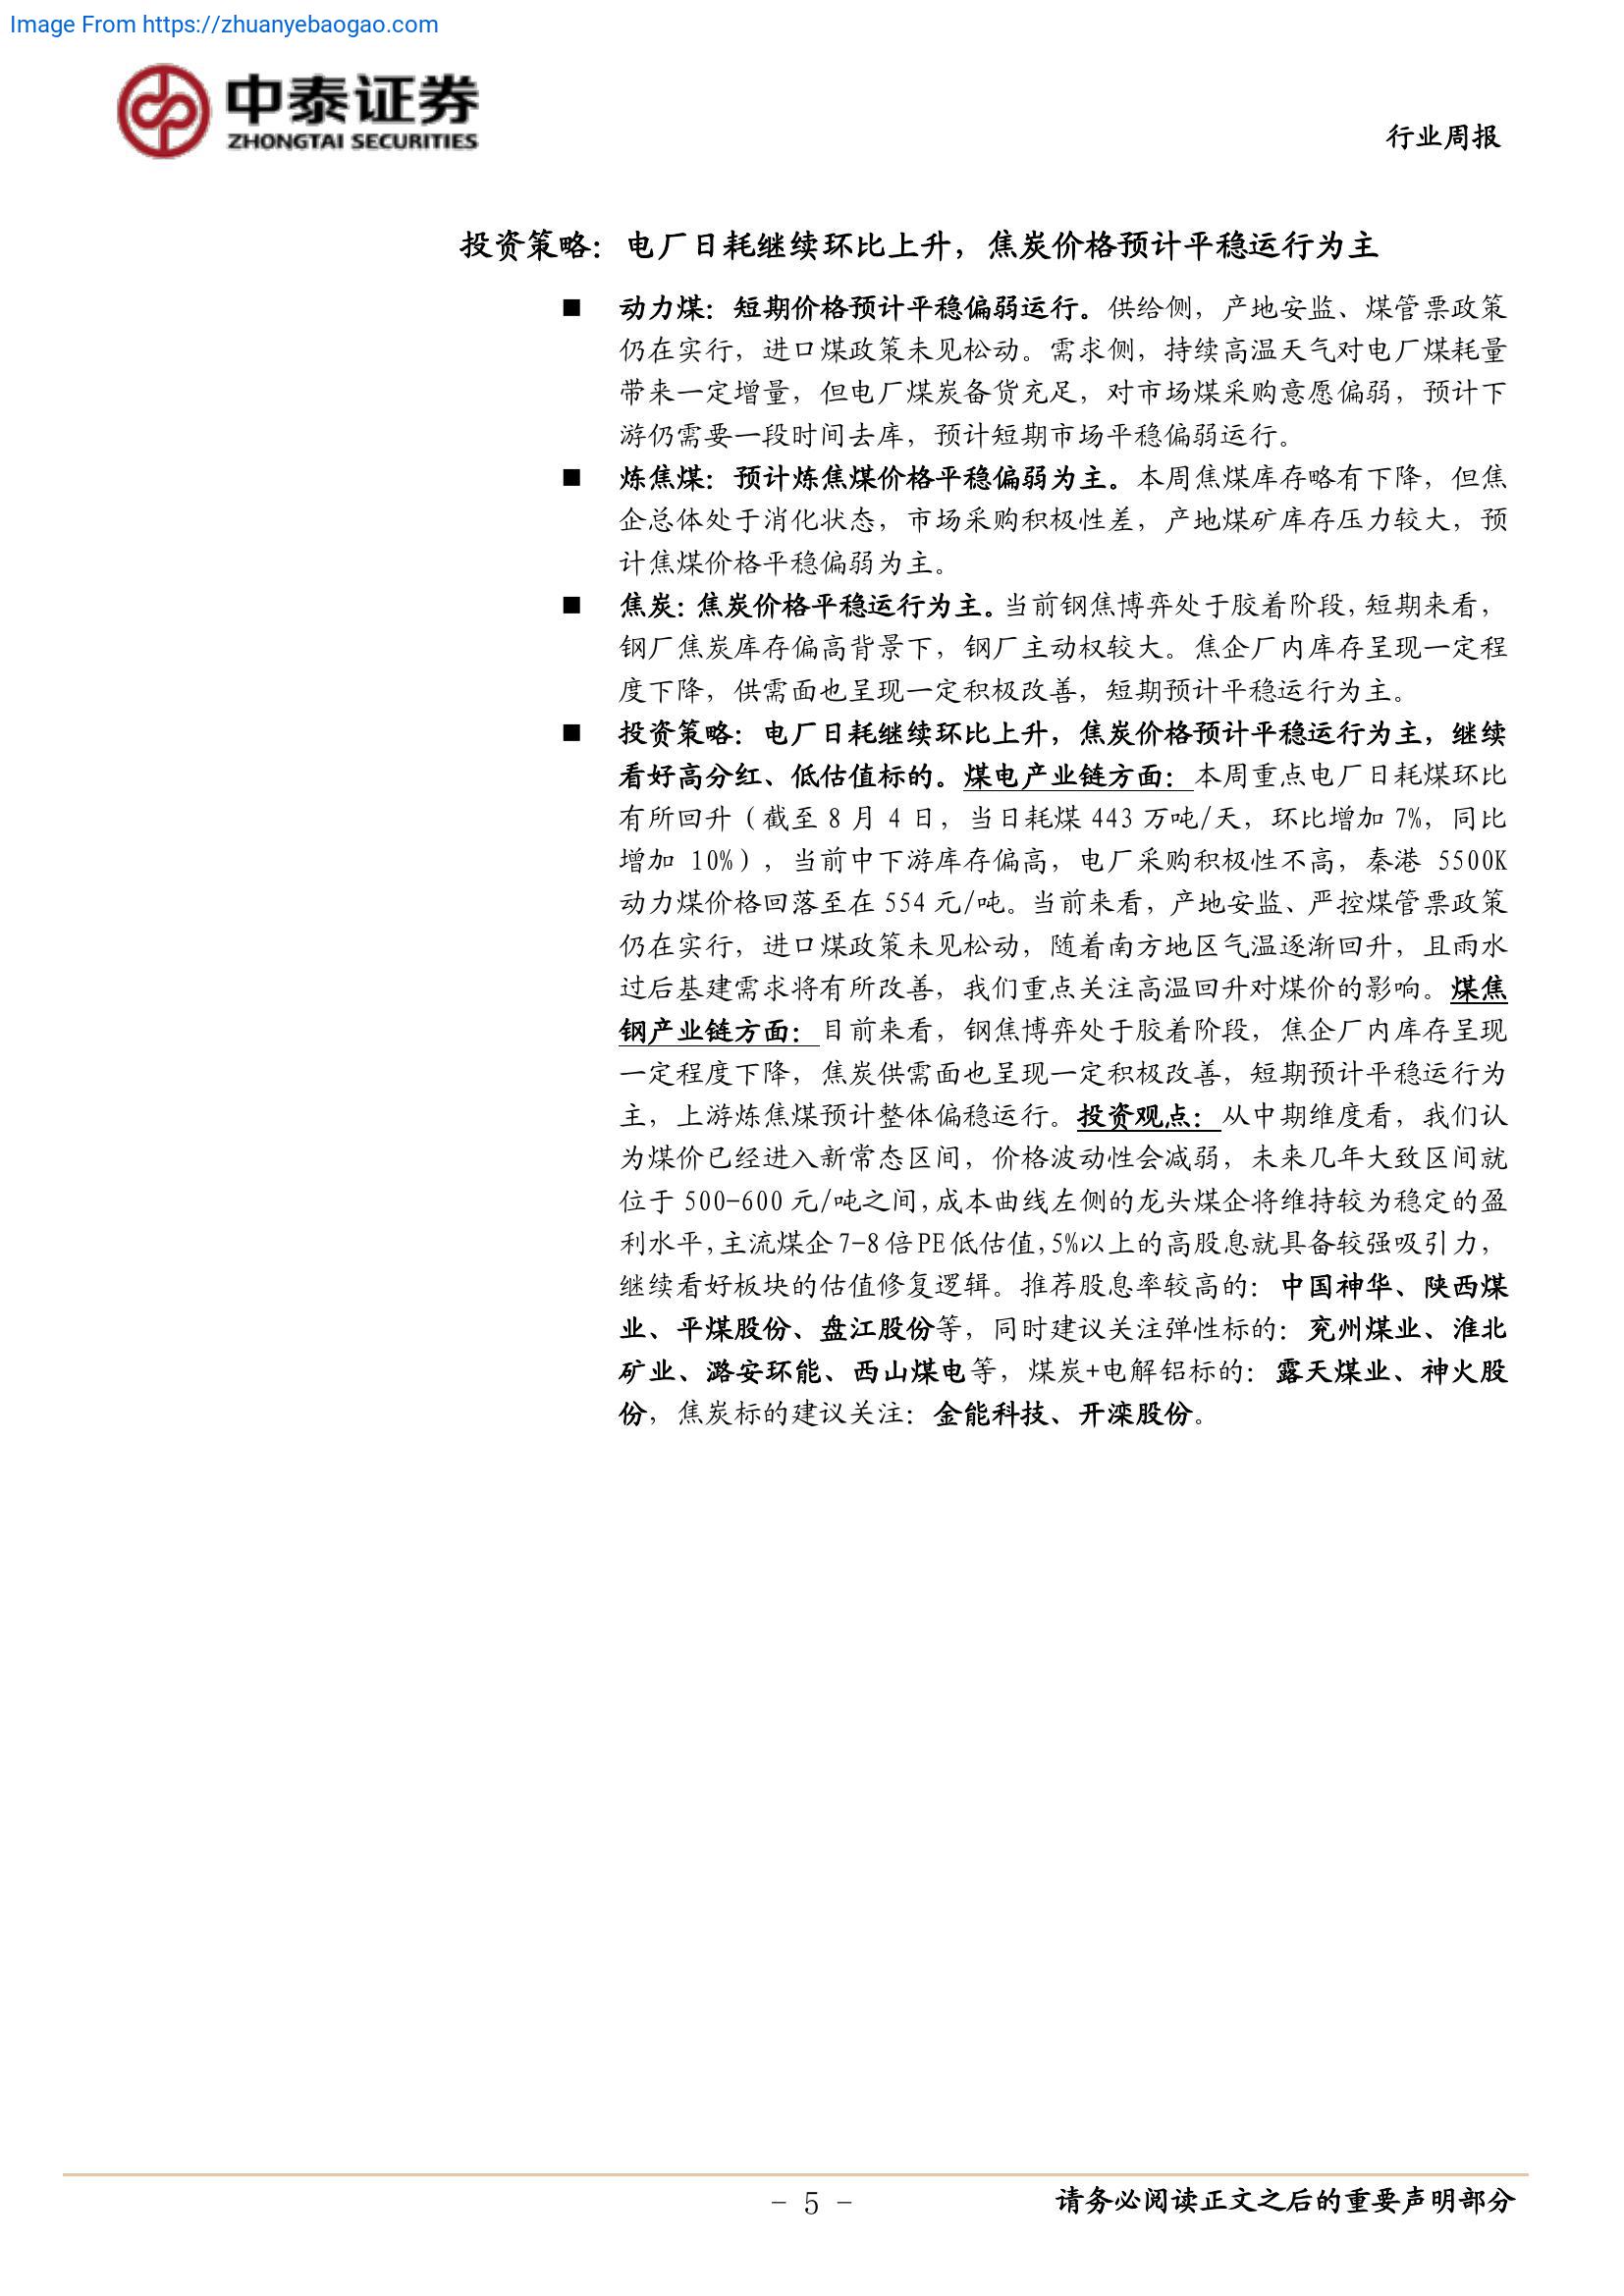 Image From https://zhuanyebaogao.com
中泰证券
ZHONGTAI SECURITIES
行业周报
投资策略：电厂日耗继续环比上升，焦炭价格预计平稳运行为主
■ 动力煤：短期价格预计平稳偏弱运行。供给侧，产地安监、煤管票政策
仍在实行，进口煤政策未见松动。需求侧，持续高温天气对电厂煤耗量
带来一定增量，但电厂煤炭备货充足，对市场煤采购意愿偏弱，预计下
游仍需要一段时间去库，预计短期市场平稳偏弱运行。
■ 炼焦煤：预计炼焦煤价格平稳偏弱为主。本周焦煤库存略有下降，但焦
企总体处于消化状态，市场采购积极性差，产地煤矿库存压力较大，预
计焦煤价格平稳偏弱为主。
■ 焦炭：焦炭价格平稳运行为主。当前钢焦博弈处于胶着阶段，短期来看，
钢厂焦炭库存偏高背景下，钢厂主动权较大。焦企厂内库存呈现一定程
度下降，供需面也呈现一定积极改善，短期预计平稳运行为主。
■ 投资策略：电厂日耗继续环比上升，焦炭价格预计平稳运行为主，继续
看好高分红、低估值标的。煤电产业链方面：本周重点电厂日耗煤环比
有所回升（截至 8 月 4 日，当日耗煤 443 万吨/天，环比增加 7%，同比
增加 10%），当前中下游库存偏高，电厂采购积极性不高，秦港 5500K
动力煤价格回落至在 554 元/吨。当前来看，产地安监、严控煤管票政策
仍在实行，进口煤政策未见松动，随着南方地区气温逐渐回升，且雨水
过后基建需求将有所改善，我们重点关注高温回升对煤价的影响。煤焦
钢产业链方面：目前来看，钢焦博弈处于胶着阶段，焦企厂内库存呈现
一定程度下降，焦炭供需面也呈现一定积极改善，短期预计平稳运行为
主，上游炼焦煤预计整体偏稳运行。投资观点：从中期维度看，我们认
为煤价已经进入新常态区间，价格波动性会减弱，未来几年大致区间就
位于 500-600 元/吨之间，成本曲线左侧的龙头煤企将维持较为稳定的盈
利水平，主流煤企 7-8 倍 PE 低估值，5%以上的高股息就具备较强吸引力，
继续看好板块的估值修复逻辑。推荐股息率较高的：中国神华、陕西煤
业、平煤股份、盘江股份等，同时建议关注弹性标的：兖州煤业、淮北
矿业、潞安环能、西山煤电等，煤炭+电解铝标的：露天煤业、神火股
份，焦炭标的建议关注：金能科技、开滦股份。
- 5 -
请务必阅读正文之后的重要声明部分